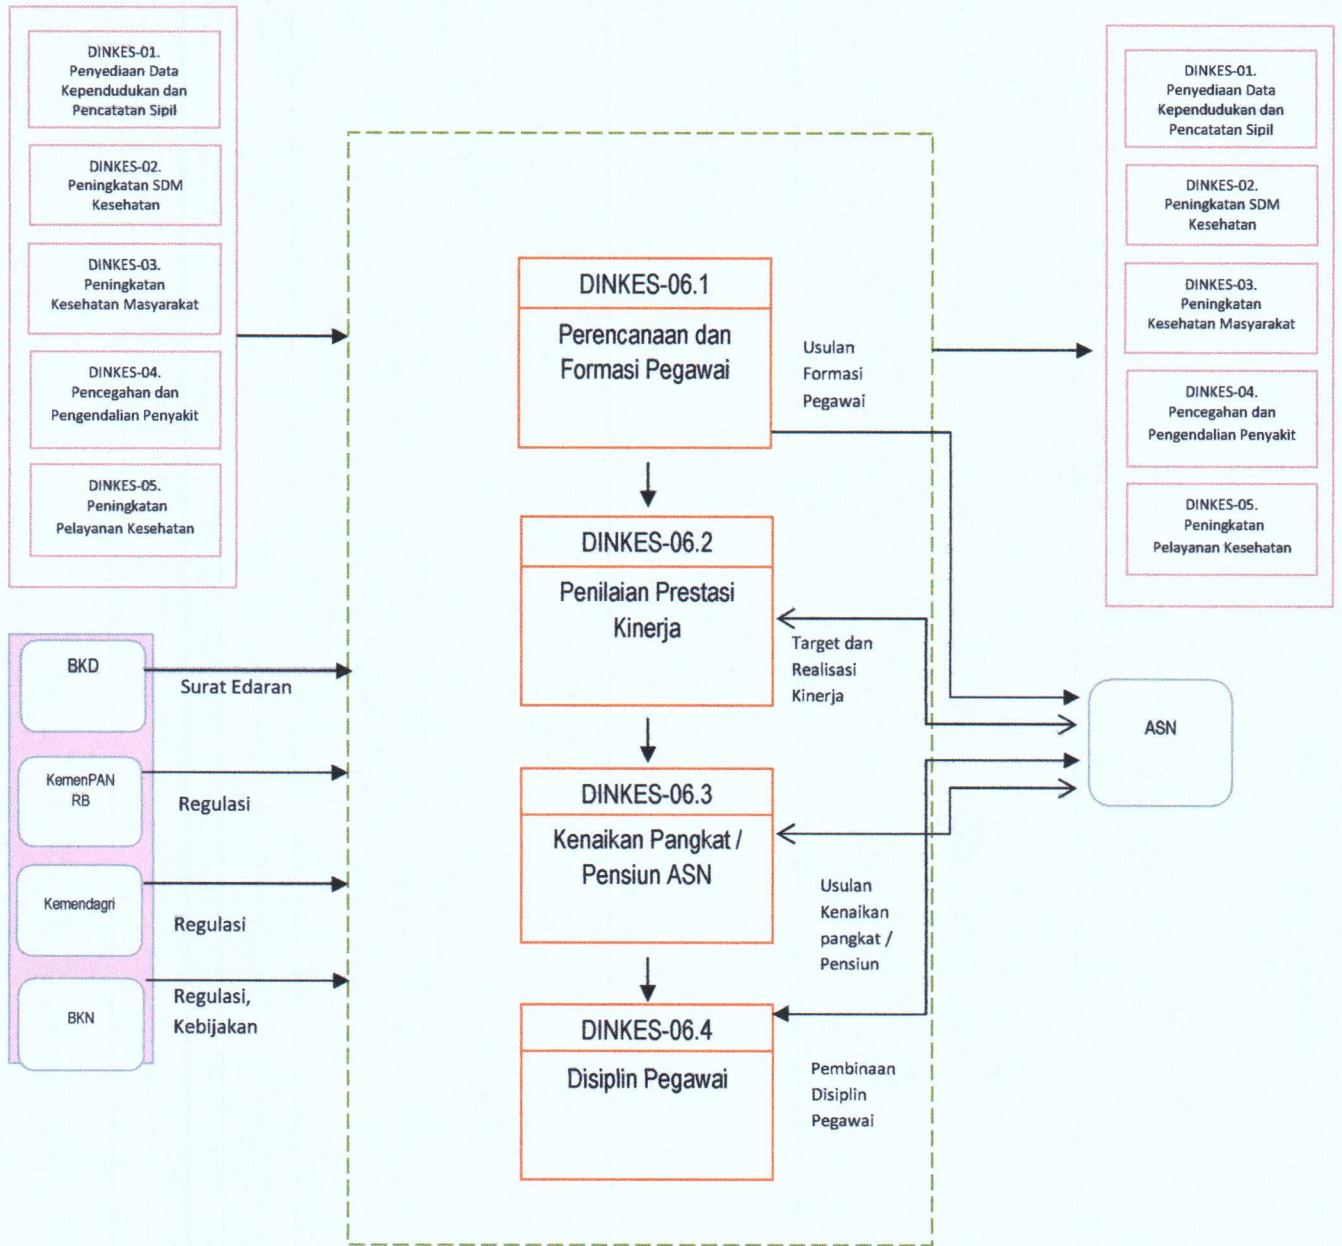 DINKES-01.
Penyediaan Data
Kependudukan dan
Pencatatan Sipil
DINKES-02.
Peningkatan SDM
Kesehatan
DINKES-03.
Peningkatan
Kesehatan Masyarakat
DINKES-04.
Pencegahan dan
Pengendalian Penyakit
DINKES-05.
Peningkatan
Pelayanan Kesehatan
BKD
Surat Edaran
KemenPAN
RB
Regulasi
Kemendagri
Regulasi
BKN
Regulasi,
Kebijakan
DINKES-06.1
Perencanaan dan
Formasi Pegawai
Usulan
Formasi
Pegawai
DINKES-06.2
Penilaian Prestasi
Kinerja
Target dan
Realisasi
Kinerja
DINKES-06.3
Kenaikan Pangkat /
Pensiun ASN
Usulan
Kenaikan
pangkat /
Pensiun
DINKES-06.4
Disiplin Pegawai
Pembinaan
Disiplin
Pegawai
DINKES-01.
Penyediaan Data
Kependudukan dan
Pencatatan Sipil
DINKES-02.
Peningkatan SDM
Kesehatan
DINKES-03.
Peningkatan
Kesehatan Masyarakat
DINKES-04.
Pencegahan dan
Pengendalian Penyakit
DINKES-05.
Peningkatan
Pelayanan Kesehatan
ASN